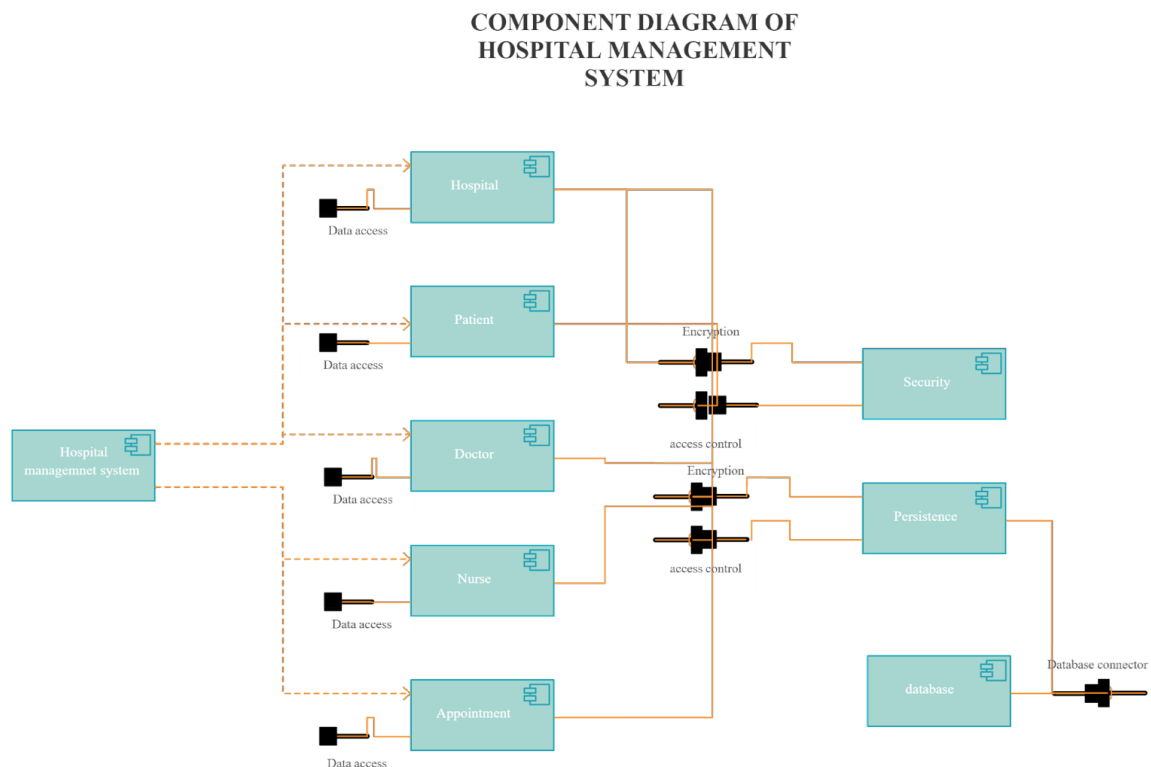 COMPONENT DIAGRAM OF
HOSPITAL MANAGEMENT
SYSTEM
Hospital
Data access
Patient
Encryption
Data access
Security
access control
Hospital
managemnet system
Doctor
Encryption
Data access
Persistence
access control
Nurse
Data access
Database connector
database
Appointment
Data access